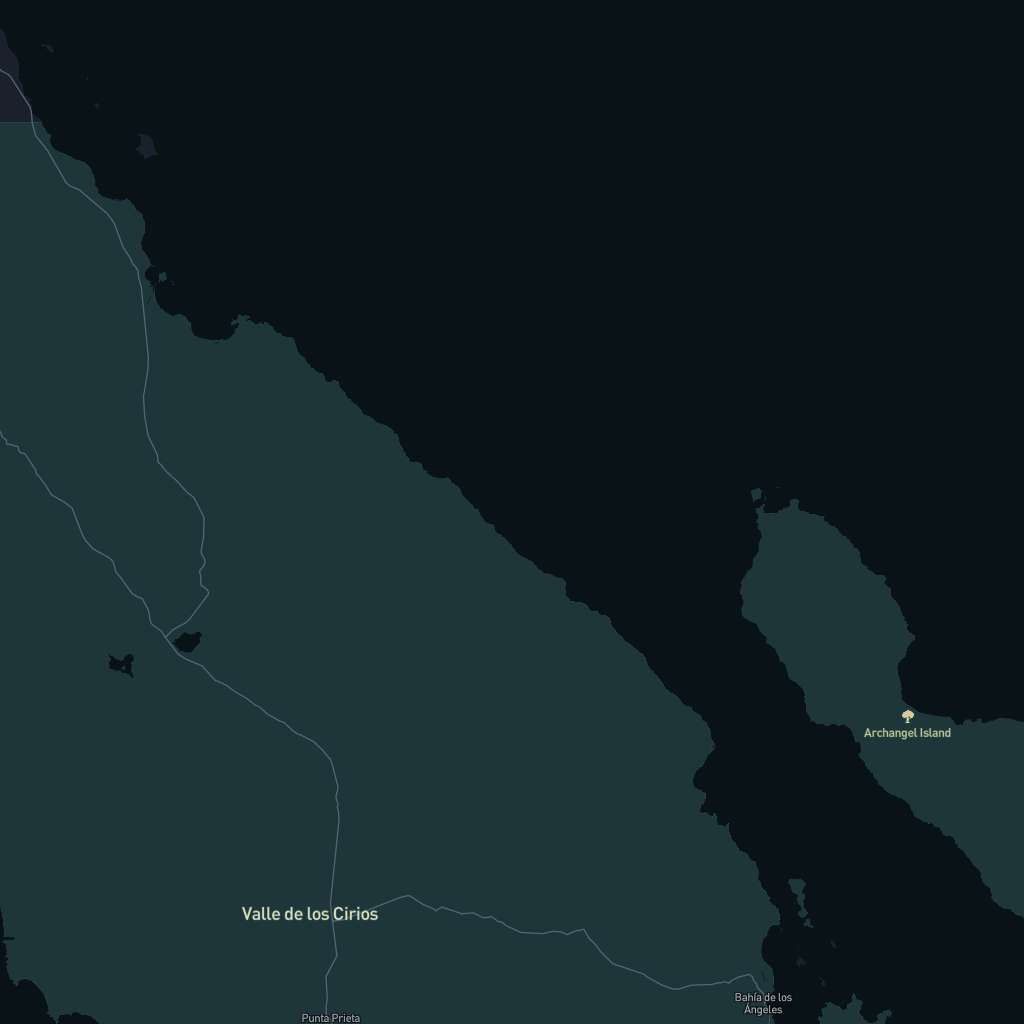 Archangel Island
Valle de los Cirios
Bahía de los
Ángeles
Punta Prieta